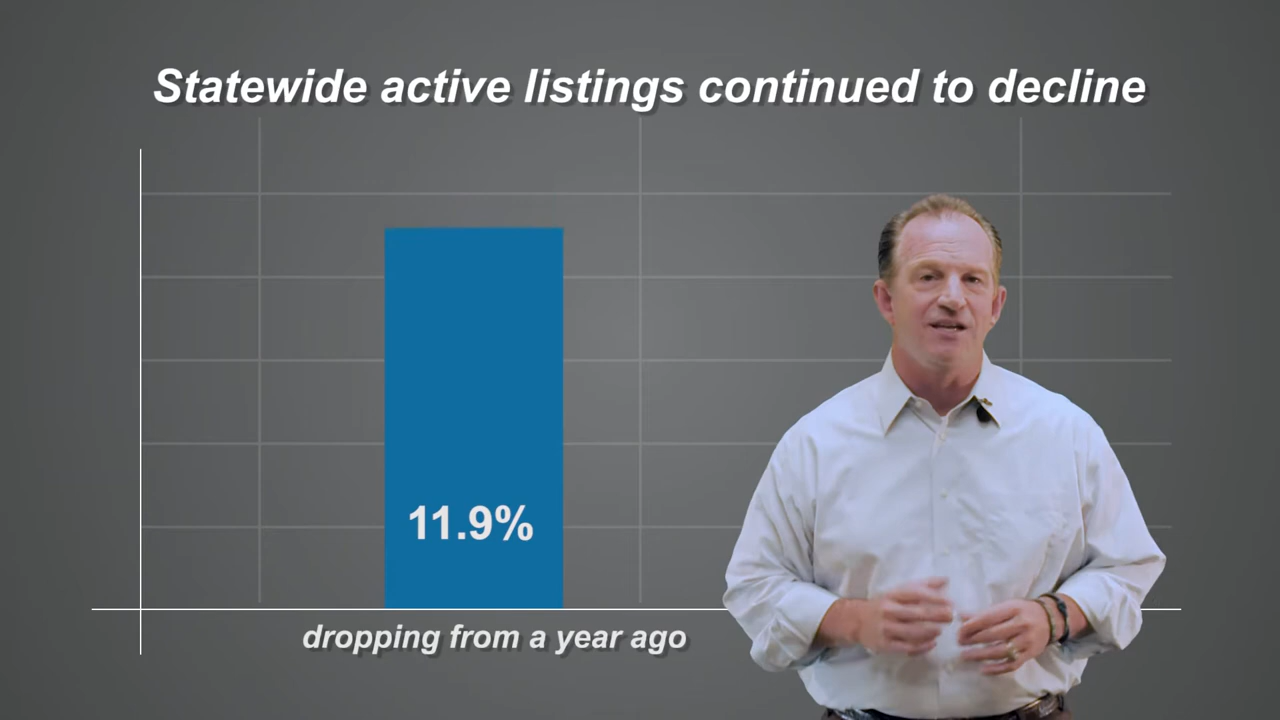 Statewide active listings continued to decline
11.9%
dropping from a year ago